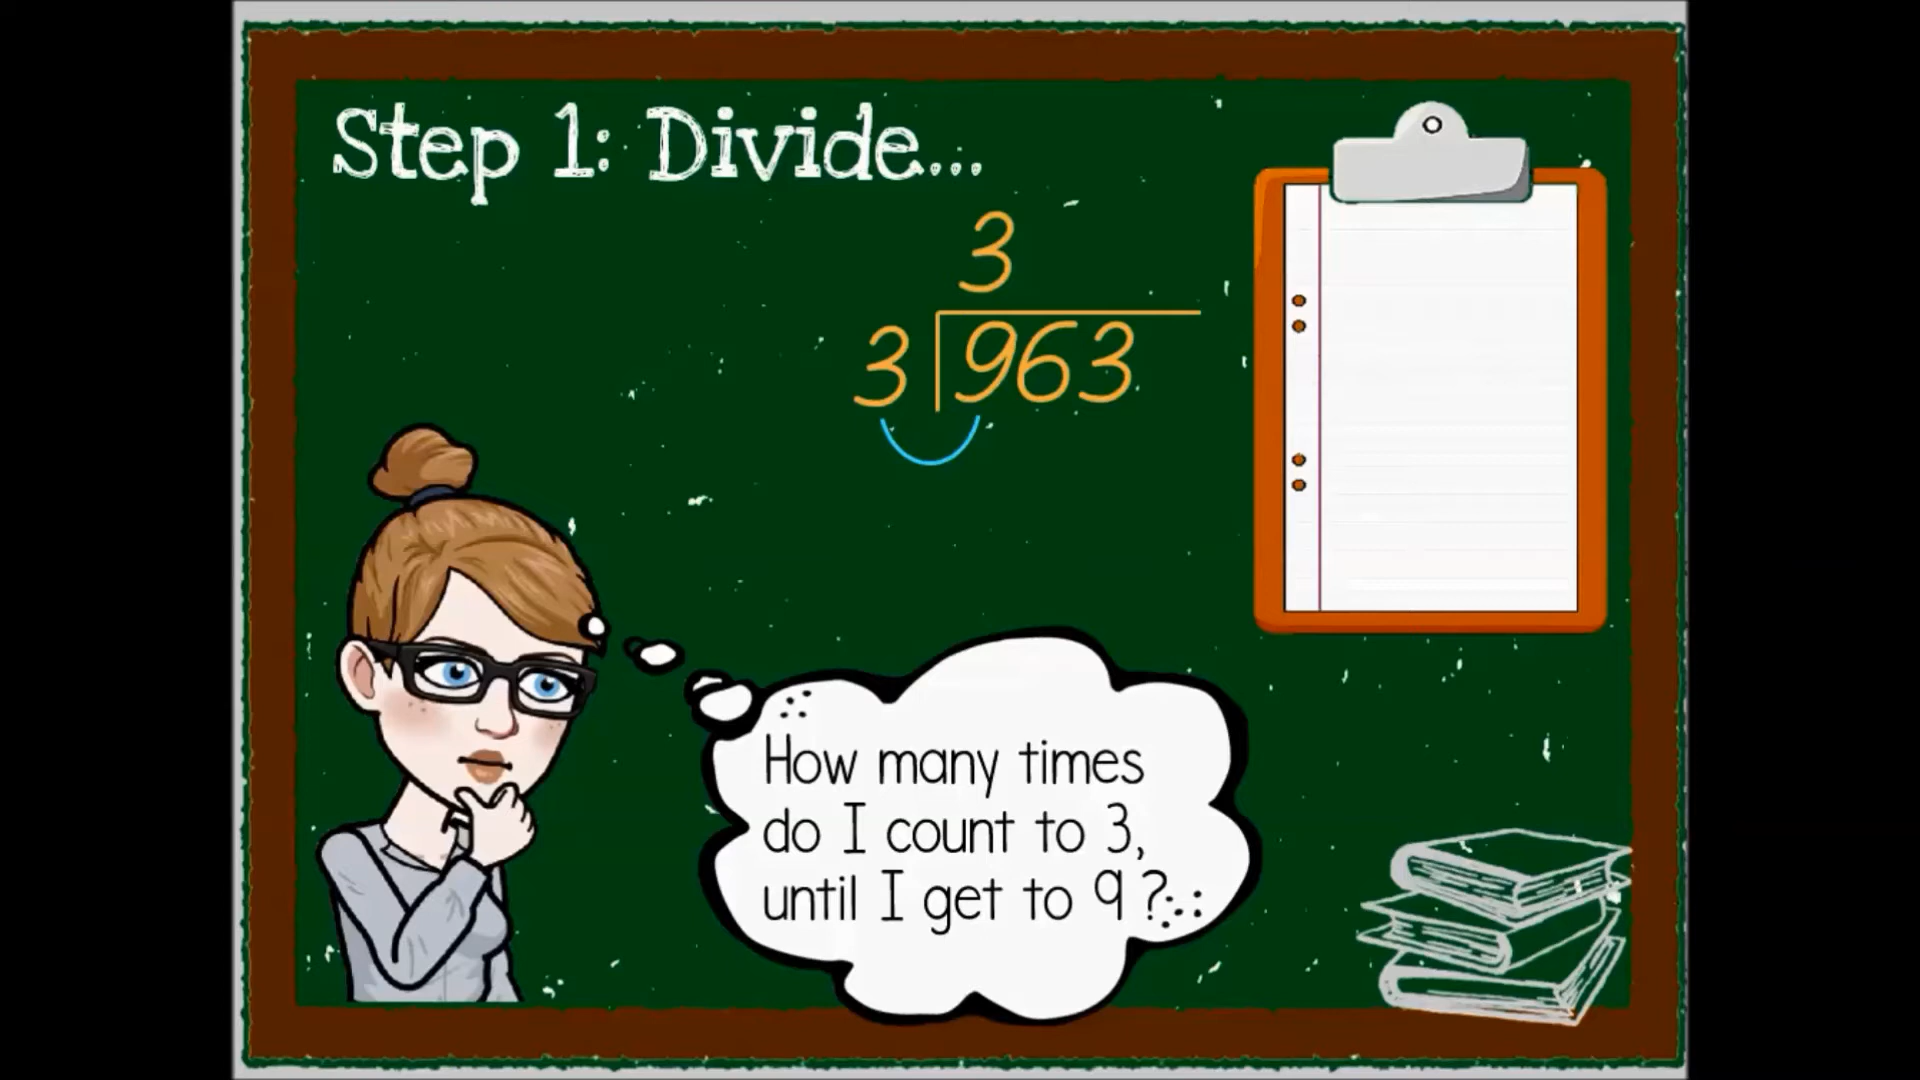 Step 1: Divide...
3
3 963
How many times
do I count to 3,
until I get to 9?